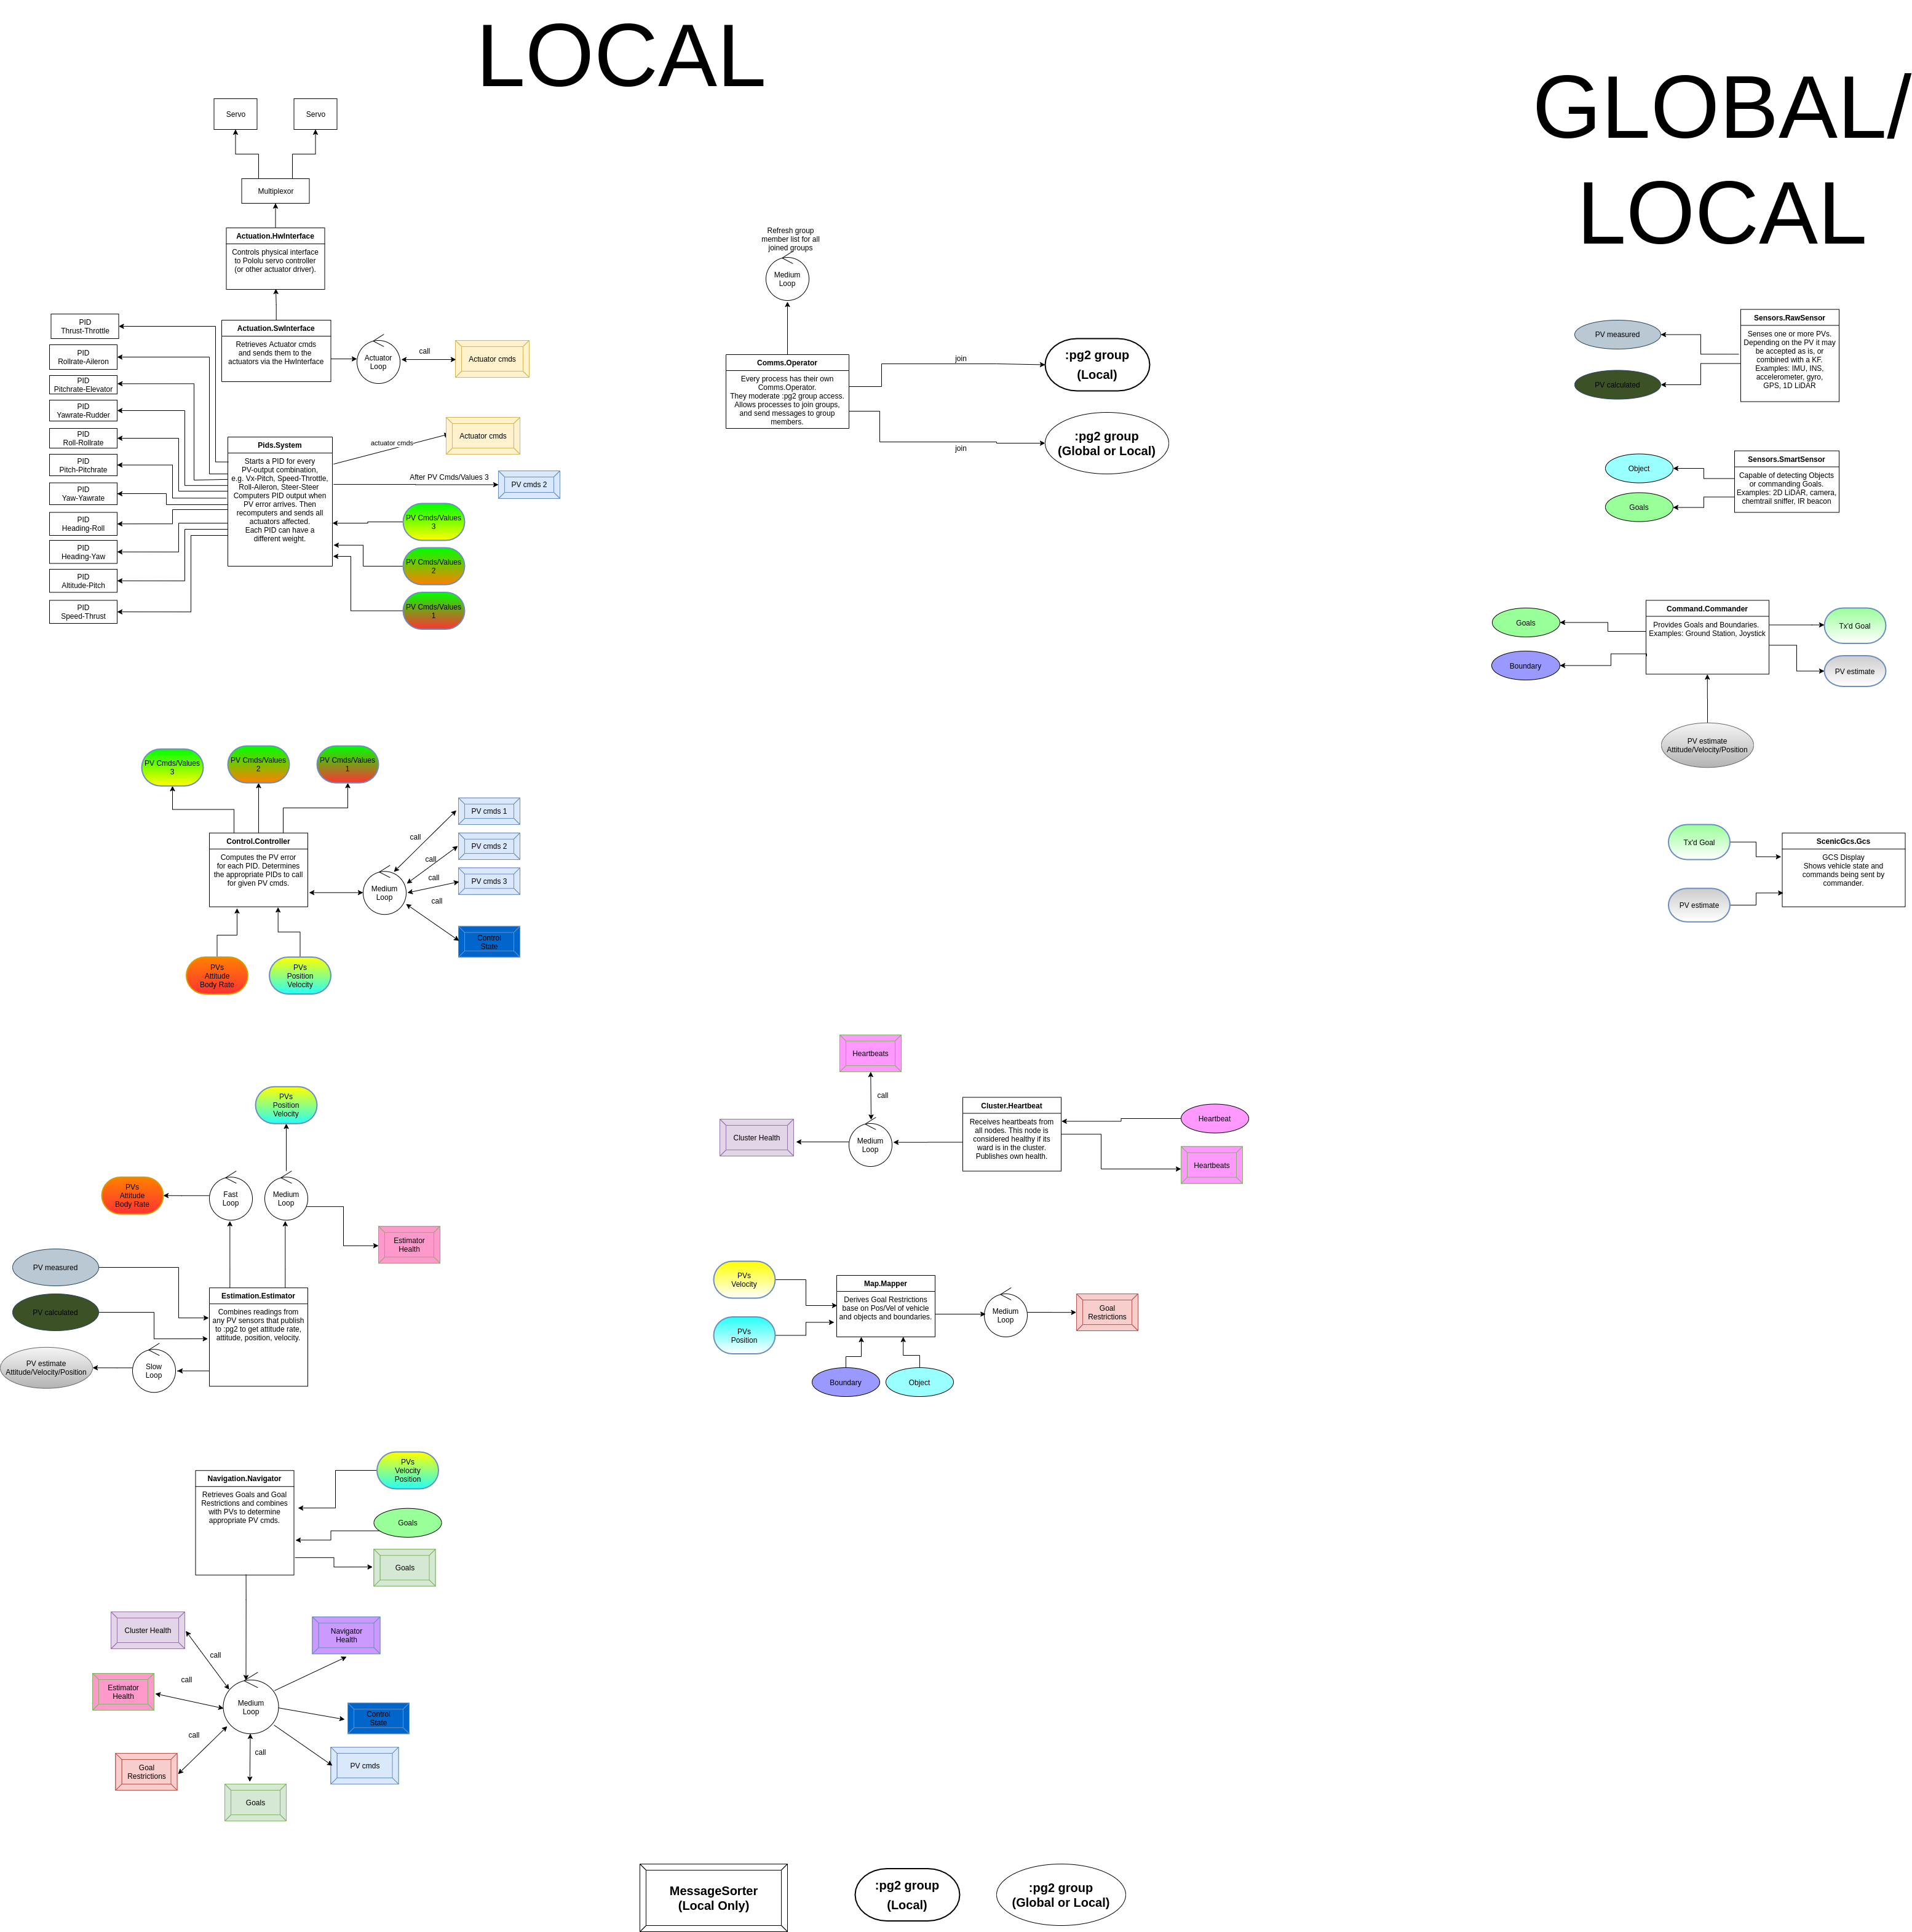 LOCAL
GLOBAL/
LOCAL
Servo
Servo
Multiplexor
Actuation.HwInterface
Controls physical interface
to Pololu servo controller
(or other actuator driver).
Actuation.SwInterface
Retrieves Actuator cmds
and sends them to the
actuators via the HwInterface
Actuator
Loop
call
Actuator cmds
PID
Thrust-Throttle
PID
Rollrate-Aileron
PID
Pitchrate-Elevator
PID
Yawrate-Rudder
PID
Roll-Rollrate
PID
Pitch-Pitchrate
PID
Yaw-Yawrate
PID
Heading-Roll
PID
Heading-Yaw
PID
Altitude-Pitch
PID
Speed-Thrust
Pids.System
Starts a PID for every
PV-output combination,
e.g. Vx-Pitch, Speed-Throttle,
Roll-Aileron, Steer-Steer
Computers PID output when
PV error arrives. Then
recomputers and sends all
actuators affected.
Each PID can have a
different weight.
actuator cmds
Actuator cmds
After PV Cmds/Values 3
PV cmds 2
PV Cmds/Values
3
PV Cmds/Values
2
PV Cmds/Values
1
Refresh group
member list for all
joined groups
Medium
Loop
Comms.Operator
Every process has their own
Comms.Operator.
They moderate :pg2 group access.
Allows processes to join groups,
and send messages to group
members.
join
join
:pg2 group
(Local)
:pg2 group
(Global or Local)
PV measured
PV calculated
Sensors.RawSensor
Senses one or more PVs.
Depending on the PV it may
be accepted as is, or
combined with a KF.
Examples: IMU, INS,
accelerometer, gyro,
GPS, 1D LiDAR
Object
Goals
Sensors.SmartSensor
Capable of detecting Objects
or commanding Goals.
Examples: 2D LiDAR, camera,
chemtrail sniffer, IR beacon
Goals
Boundary
Command.Commander
Provides Goals and Boundaries.
Examples: Ground Station, Joystick
Tx'd Goal
PV estimate
PV estimate
Attitude/Velocity/Position
Tx'd Goal
PV estimate
ScenicGcs.Gcs
GCS Display
Shows vehicle state and
commands being sent by
commander.
PV Cmds/Values
3
PV Cmds/Values
2
PV Cmds/Values
1
Control.Controller
Computes the PV error
for each PID. Determines
the appropriate PIDs to call
for given PV cmds.
Medium
Loop
call
call
call
call
PV cmds 1
PV cmds 2
PV cmds 3
Control
State
PVs
Attitude
Body Rate
PVs
Position
Velocity
PVs
Position
Velocity
PVs
Attitude
Body Rate
Fast
Loop
Medium
Loop
Estimator
Health
PV measured
PV calculated
PV estimate
Attitude/Velocity/Position
Slow
Loop
Estimation.Estimator
Combines readings from
any PV sensors that publish
to :pg2 to get attitude rate,
attitude, position, velocity.
Heartbeats
call
Cluster Health
Medium
Loop
Cluster.Heartbeat
Receives heartbeats from
all nodes. This node is
considered healthy if its
ward is in the cluster.
Publishes own health.
Heartbeat
Heartbeats
PVs
Velocity
PVs
Position
Map.Mapper
Derives Goal Restrictions
base on Pos/Vel of vehicle
and objects and boundaries.
Medium
Loop
Goal
Restrictions
Boundary
Object
Navigation.Navigator
Retrieves Goals and Goal
Restrictions and combines
with PVs to determine
appropriate PV cmds.
PVs
Velocity
Position
Goals
Goals
Cluster Health
call
Estimator
Health
call
Goal
Restrictions
call
Medium
Loop
call
Goals
Navigator
Health
Control
State
PV cmds
MessageSorter
(Local Only)
:pg2 group
(Local)
:pg2 group
(Global or Local)